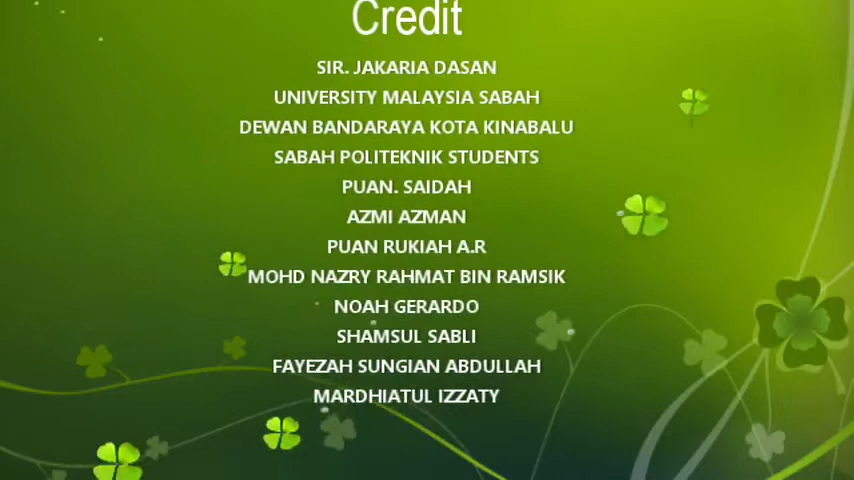 Credit
SIR. JAKARIA DASAN
UNIVERSITY MALAYSIA SABAH
DEWAN BANDARAYA KOTA KINABALU
SABAH POLITEKNIK STUDENTS
PUAN. SAIDAH
AZMI AZMAN
PUAN RUKIAH A.R
MOHD NAZRY RAHMAT BIN RAMSIK
NOAH GERARDO
SHAMSUL SABLI
FAYEZAH SUNGIAN ABDULLAH
MARDHIATUL IZZATY